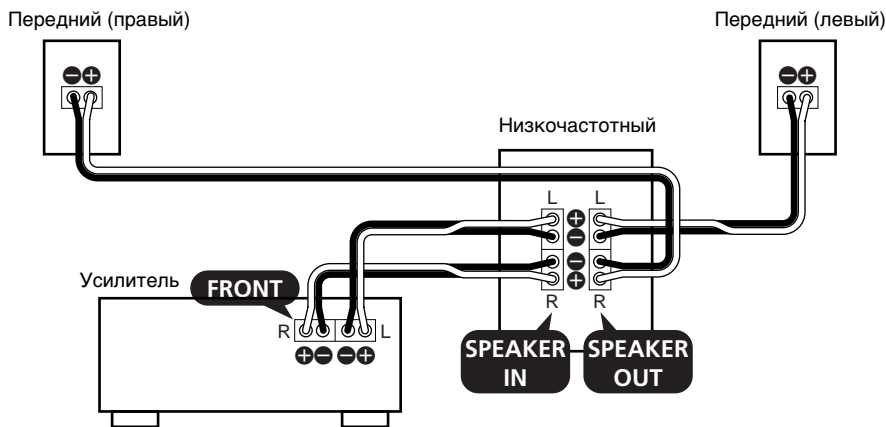 Передний (правый)
Передний (левый)
Низкочастотный
L L
R R
SPEAKER
IN
SPEAKER
OUT
Усилитель
FRONT
R L